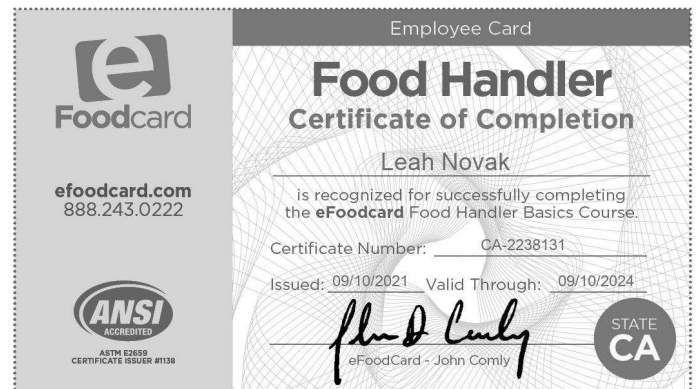 e
Foodcard
efoodcard.com
888.243.0222
ANSI
ACCREDITED
ASTM E2659
CERTIFICATE ISSUER #1138
Employee Card
Food Handler
Certificate of Completion
Leah Novak
is recognized for successfully completing
the eFoodcard Food Handler Basics Course.
Certificate Number: CA-2238131
Issued: 09/10/2021 Valid Through: 09/10/2024
John D Comly
eFoodCard - John Comly
STATE
CA